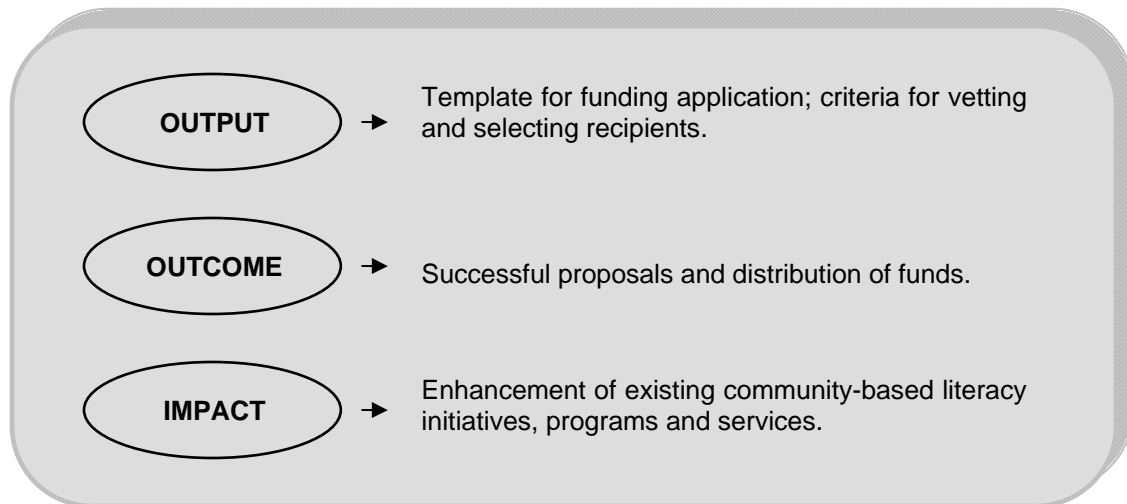 OUTPUT
Template for funding application; criteria for vetting
and selecting recipients.
OUTCOME
Successful proposals and distribution of funds.
IMPACT
Enhancement of existing community-based literacy
initiatives, programs and services.